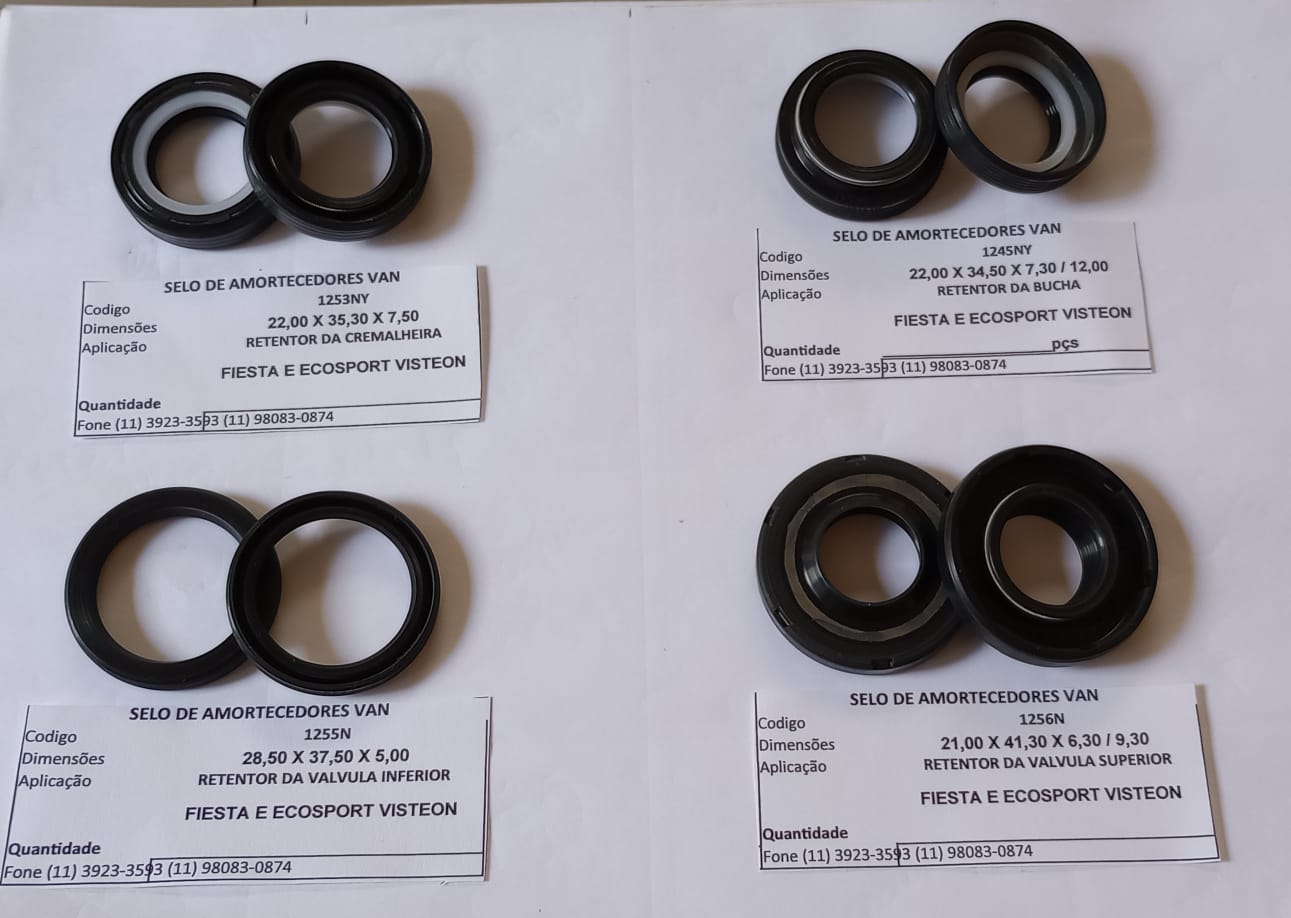 SELO DE AMORTECEDORES VAN
Codigo 1253NY
Dimensões 22,00 X 35,30 X 7,50
Aplicação RETENTOR DA CREMALHEIRA
FIESTA E ECOSPORT VISTEON
Quantidade
Fone (11) 3923-3593 (11) 98083-0874
SELO DE AMORTECEDORES VAN
Codigo 1245NY
Dimensões 22,00 X 34,50 X 7,30 / 12,00
Aplicação RETENTOR DA BUCHA
FIESTA E ECOSPORT VISTEON
Quantidade pçs
Fone (11) 3923-3593 (11) 98083-0874
SELO DE AMORTECEDORES VAN
Codigo 1255N
Dimensões 28,50 X 37,50 X 5,00
Aplicação RETENTOR DA VALVULA INFERIOR
FIESTA E ECOSPORT VISTEON
Quantidade
Fone (11) 3923-3593 (11) 98083-0874
SELO DE AMORTECEDORES VAN
Codigo 1256N
Dimensões 21,00 X 41,30 X 6,30 / 9,30
Aplicação RETENTOR DA VALVULA SUPERIOR
FIESTA E ECOSPORT VISTEON
Quantidade
Fone (11) 3923-3593 (11) 98083-0874